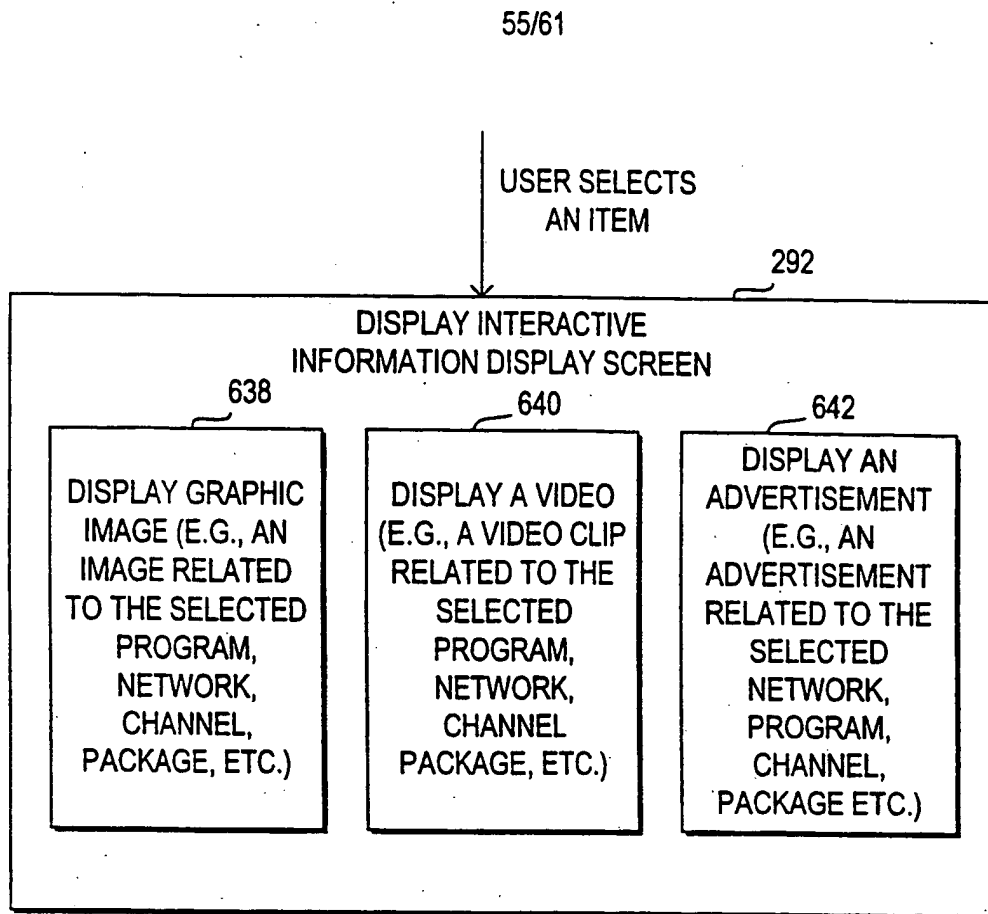 55/61
USER SELECTS
AN ITEM
292
DISPLAY INTERACTIVE
INFORMATION DISPLAY SCREEN
638
DISPLAY GRAPHIC
IMAGE (E.G., AN
IMAGE RELATED
TO THE SELECTED
PROGRAM,
NETWORK,
CHANNEL,
PACKAGE, ETC.)
640
DISPLAY A VIDEO
(E.G., A VIDEO CLIP
RELATED TO THE
SELECTED
PROGRAM,
NETWORK,
CHANNEL
PACKAGE, ETC.)
642
DISPLAY AN
ADVERTISEMENT
(E.G., AN
ADVERTISEMENT
RELATED TO THE
SELECTED
NETWORK,
PROGRAM,
CHANNEL,
PACKAGE ETC.)